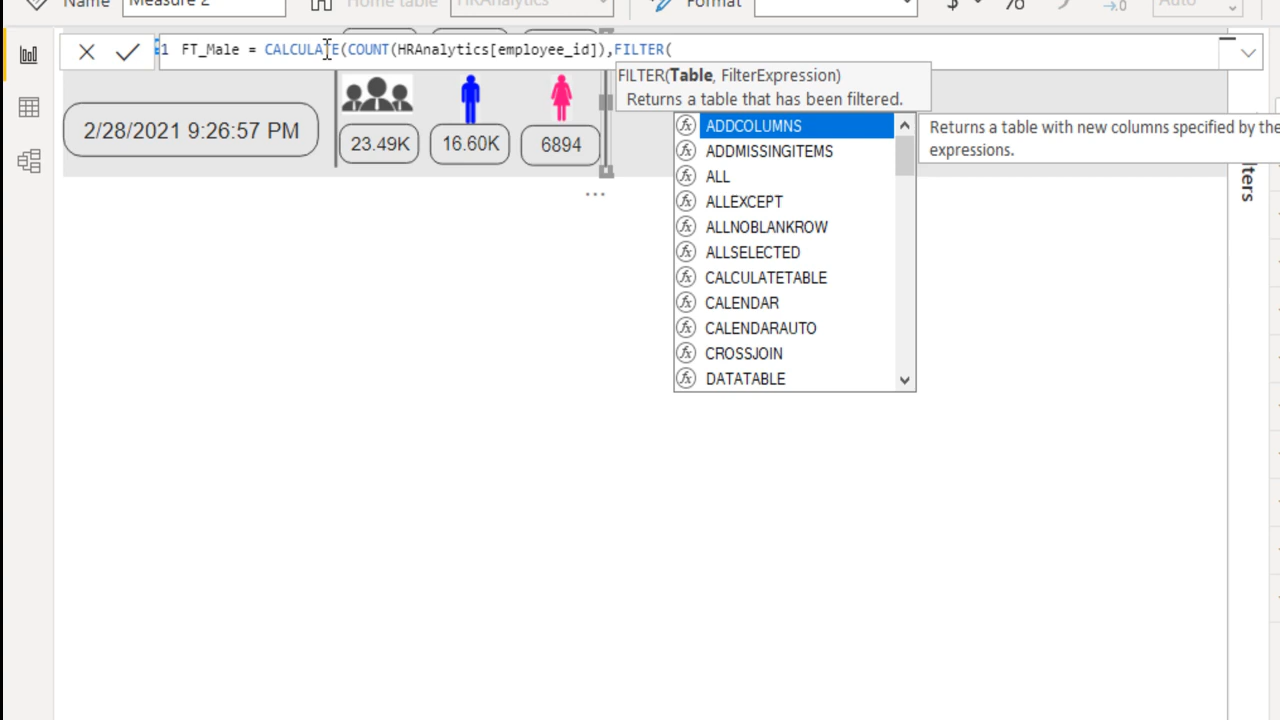 Name Measure 2 Home table HRAnalytics Format $ % Auto
1 FT_Male = CALCULATE(COUNT(HRAnalytics[employee_id]),FILTER(
FILTER(Table, FilterExpression)
Returns a table that has been filtered.
2/28/2021 9:26:57 PM
23.49K 16.60K 6894
ADDCOLUMNS
Returns a table with new columns specified by the
expressions.
ADDMISSINGITEMS
ALL
ALLEXCEPT
ALLNOBLANKROW
ALLSELECTED
CALCULATETABLE
CALENDAR
CALENDARAUTO
CROSSJOIN
DATATABLE
lters